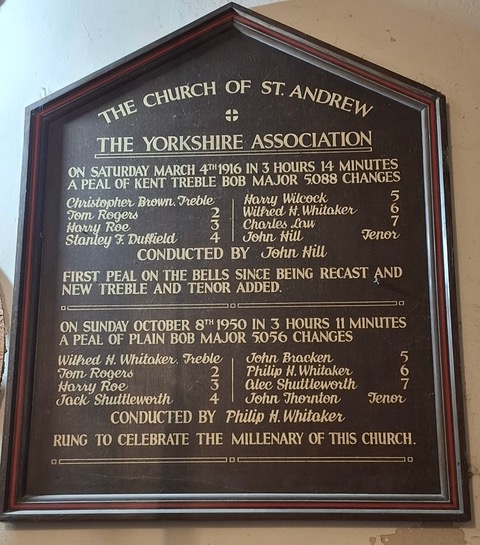 THE CHURCH OF ST. ANDREW
THE YORKSHIRE ASSOCIATION
ON SATURDAY MARCH 4TH 1916 IN 3 HOURS 14 MINUTES
A PEAL OF KENT TREBLE BOB MAJOR 5088 CHANGES
Christopher Brown. Treble Harry Wilcock 5
Tom Rogers 2 Wilfred H. Whitaker 6
Harry Roe 3 Charles Law 7
Stanley F. Duffield 4 John Hill Tenor
CONDUCTED BY John Hill
FIRST PEAL ON THE BELLS SINCE BEING RECAST AND
NEW TREBLE AND TENOR ADDED.
ON SUNDAY OCTOBER 8TH 1950 IN 3 HOURS 11 MINUTES
A PEAL OF PLAIN BOB MAJOR 5056 CHANGES
Wilfred H. Whitaker. Treble John Bracken 5
Tom Rogers 2 Philip H. Whitaker 6
Harry Roe 3 Alec Shuttleworth 7
Jack Shuttleworth 4 John Thornton Tenor
CONDUCTED BY Philip H. Whitaker
RUNG TO CELEBRATE THE MILLENARY OF THIS CHURCH.